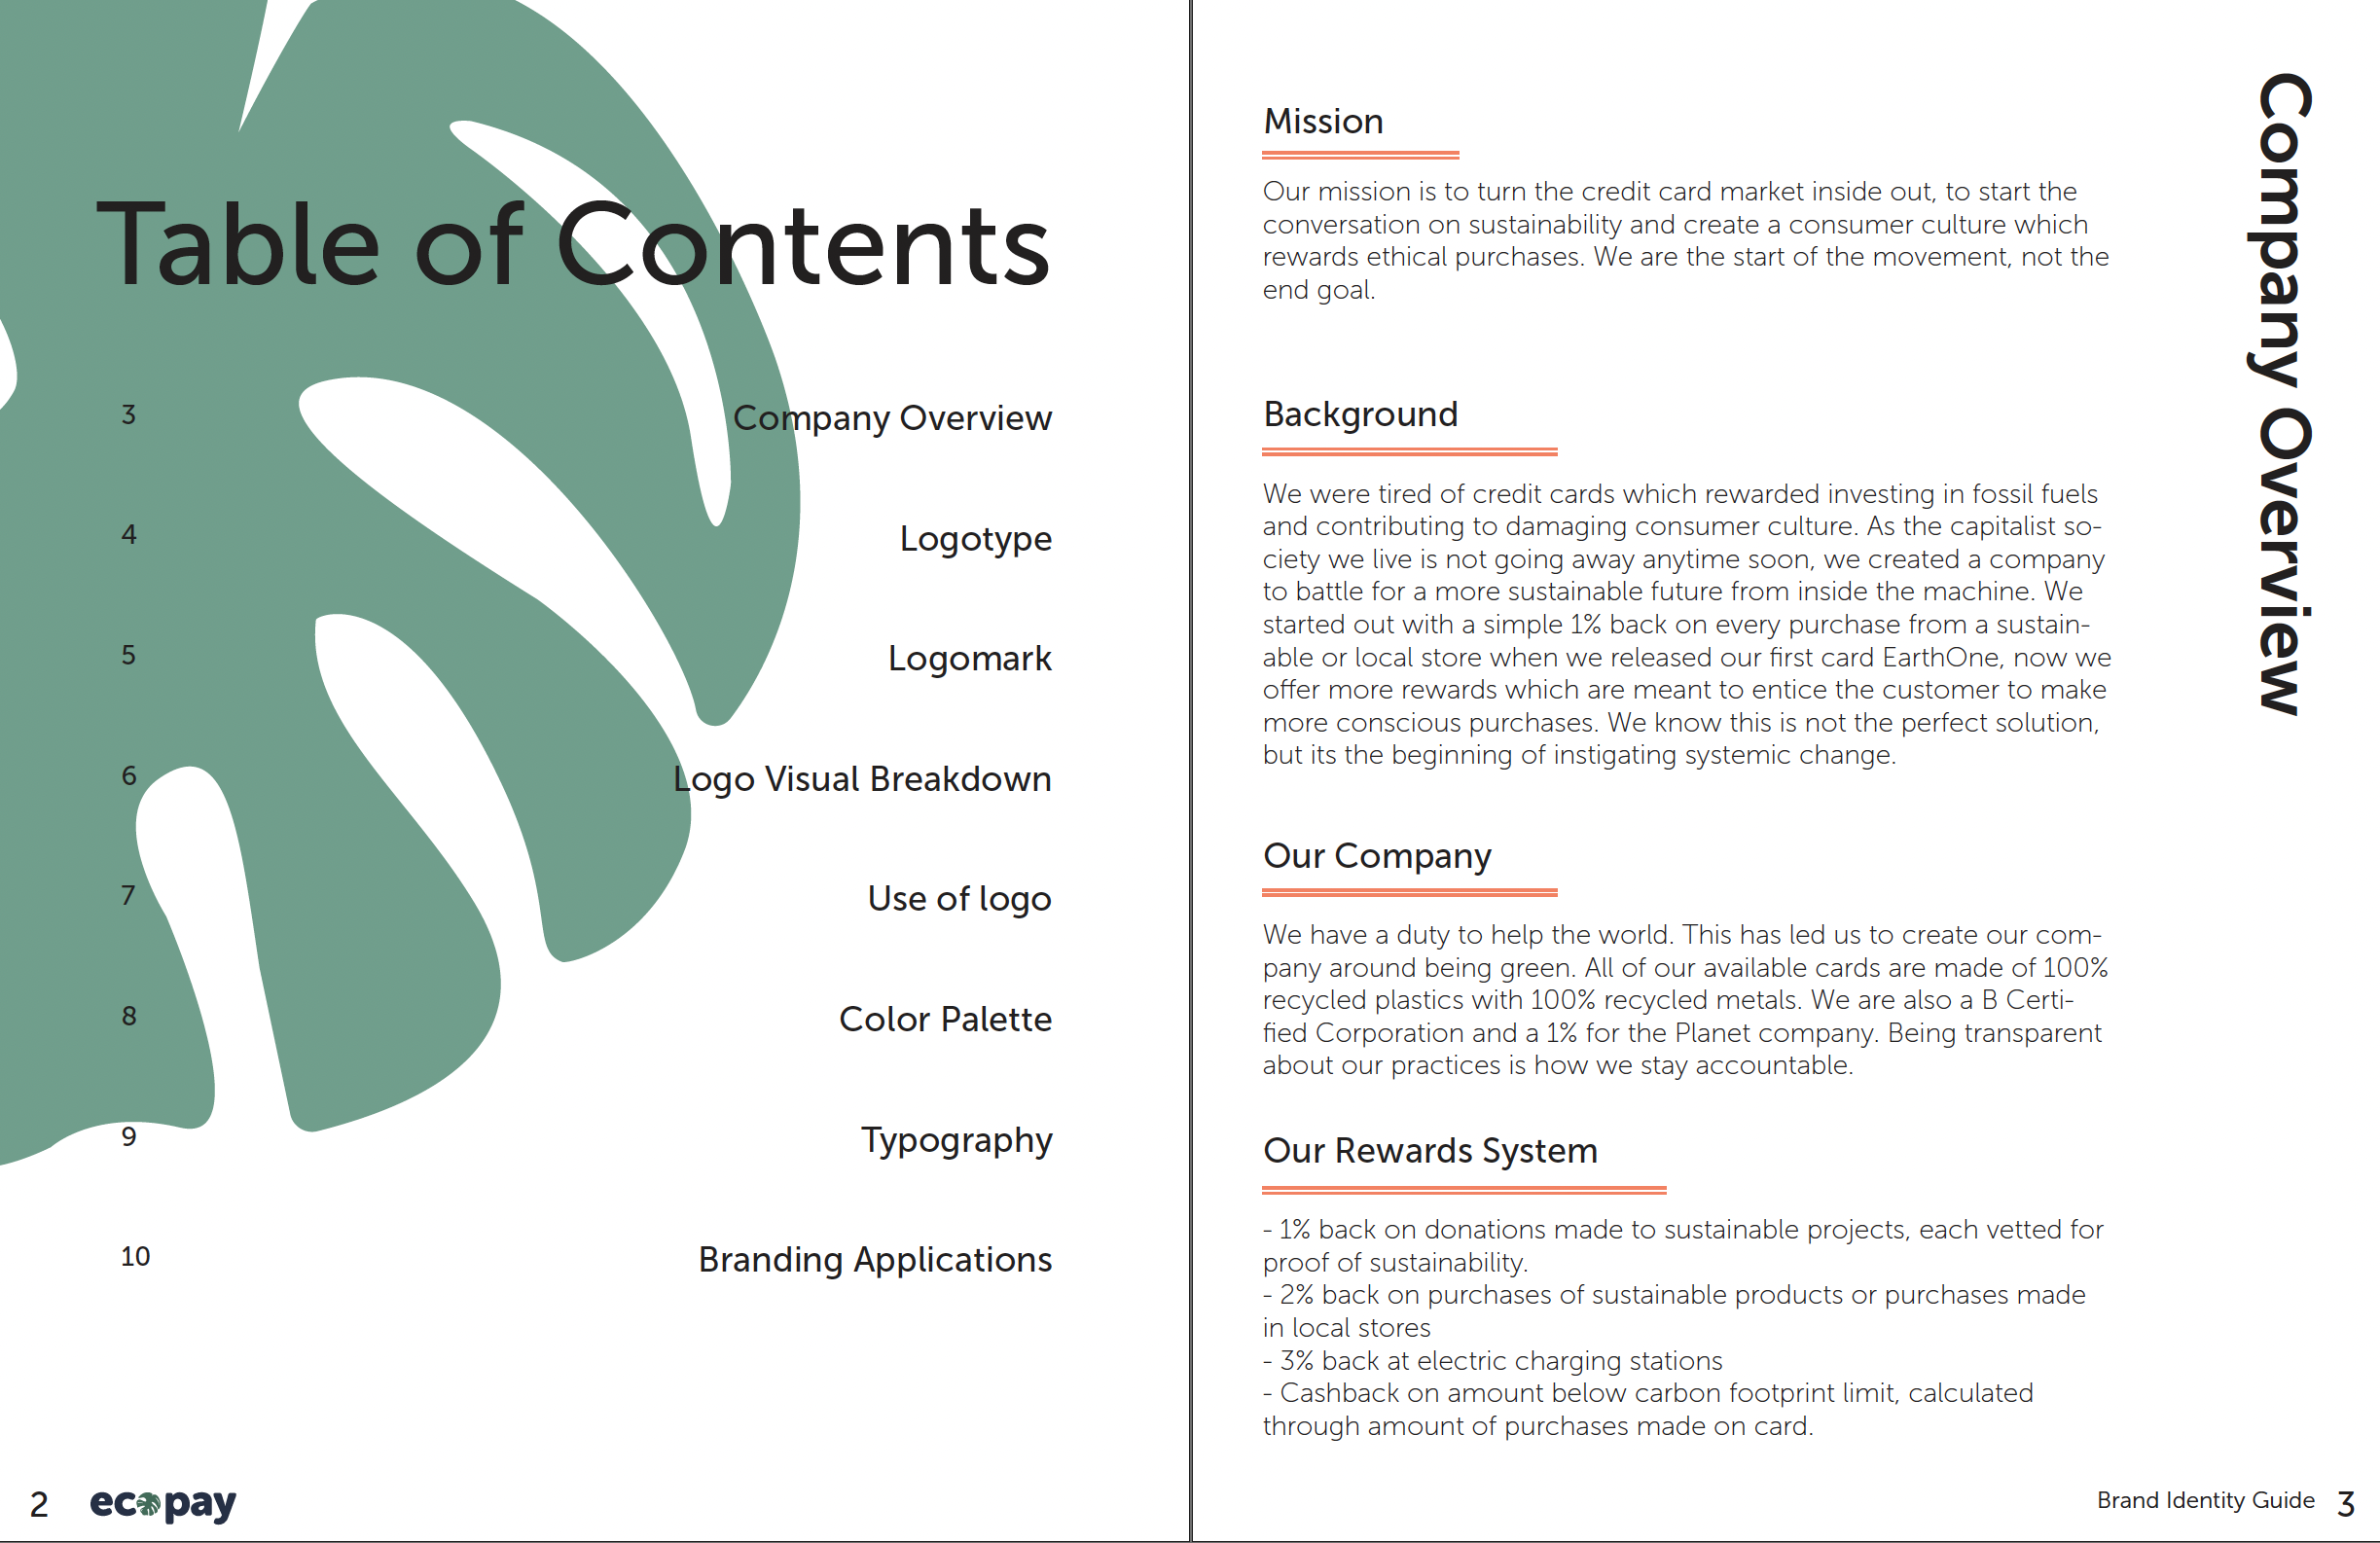 Table of Contents
3 Company Overview
4 Logotype
5 Logomark
6 Logo Visual Breakdown
7 Use of logo
8 Color Palette
9 Typography
10 Branding Applications
2 ecopay
Company Overview
Mission
Our mission is to turn the credit card market inside out, to start the
conversation on sustainability and create a consumer culture which
rewards ethical purchases. We are the start of the movement, not the
end goal.
Background
We were tired of credit cards which rewarded investing in fossil fuels
and contributing to damaging consumer culture. As the capitalist so-
ciety we live is not going away anytime soon, we created a company
to battle for a more sustainable future from inside the machine. We
started out with a simple 1% back on every purchase from a sustain-
able or local store when we released our first card EarthOne, now we
offer more rewards which are meant to entice the customer to make
more conscious purchases. We know this is not the perfect solution,
but its the beginning of instigating systemic change.
Our Company
We have a duty to help the world. This has led us to create our com-
pany around being green. All of our available cards are made of 100%
recycled plastics with 100% recycled metals. We are also a B Certi-
fied Corporation and a 1% for the Planet company. Being transparent
about our practices is how we stay accountable.
Our Rewards System
- 1% back on donations made to sustainable projects, each vetted for
proof of sustainability.
- 2% back on purchases of sustainable products or purchases made
in local stores
- 3% back at electric charging stations
- Cashback on amount below carbon footprint limit, calculated
through amount of purchases made on card.
Brand Identity Guide 3